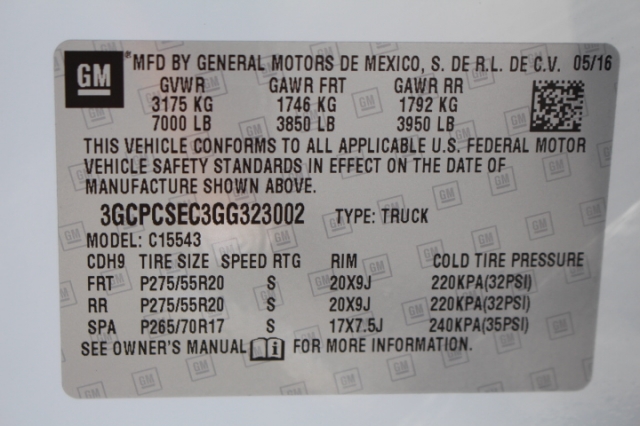 GM
MFD BY GENERAL MOTORS DE MEXICO, S. DE R.L. DE C.V. 05/16
GVWR GAWR FRT GAWR RR
3175 KG 1746 KG 1792 KG
7000 LB 3850 LB 3950 LB
THIS VEHICLE CONFORMS TO ALL APPLICABLE U.S. FEDERAL MOTOR
VEHICLE SAFETY STANDARDS IN EFFECT ON THE DATE OF
MANUFACTURE SHOWN ABOVE.
3GCPCSEC3GG323002 TYPE: TRUCK
MODEL: C15543
CDH9 TIRE SIZE SPEED RTG RIM COLD TIRE PRESSURE
FRT P275/55R20 S 20X9J 220KPA(32PSI)
RR P275/55R20 S 20X9J 220KPA(32PSI)
SPA P265/70R17 S 17X7.5J 240KPA(35PSI)
SEE OWNER'S MANUAL FOR MORE INFORMATION.